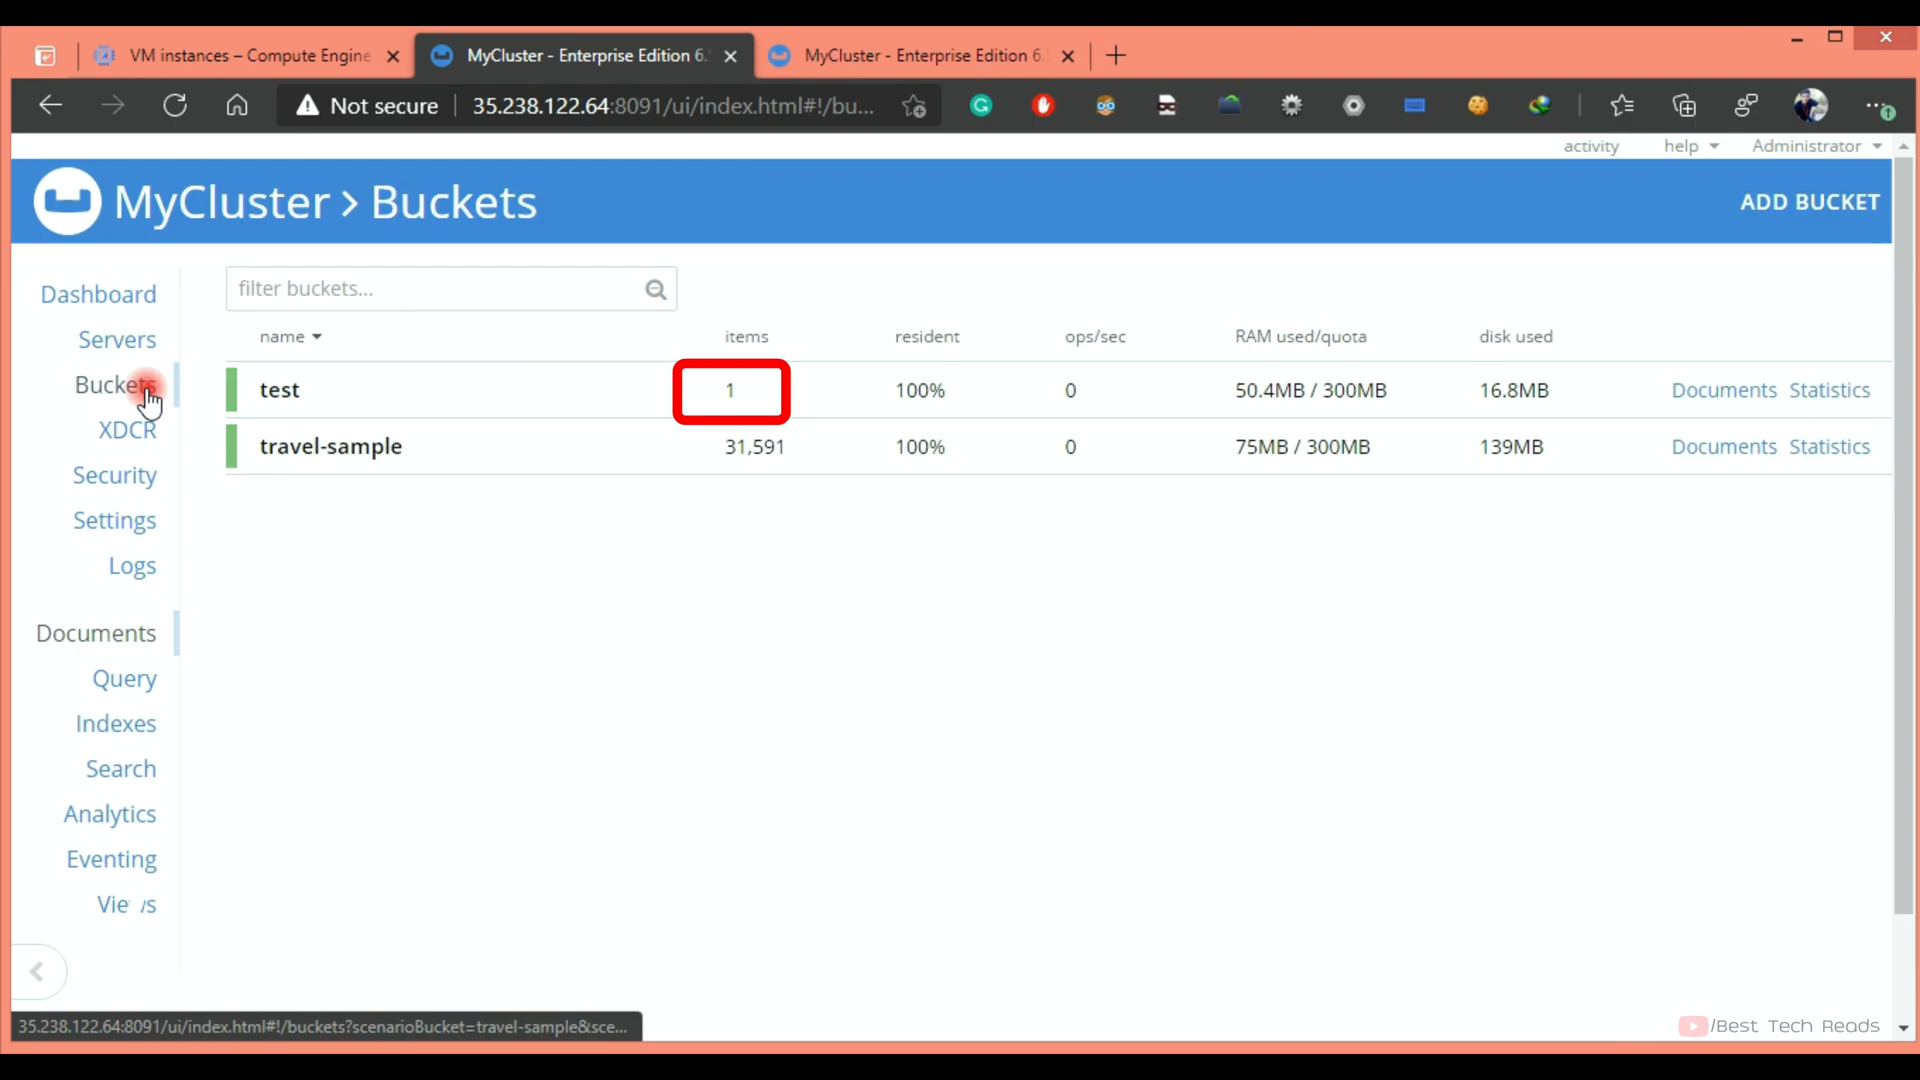 VM instances – Compute Engine
MyCluster - Enterprise Edition 6.
MyCluster - Enterprise Edition 6.
Not secure
35.238.122.64:8091/ui/index.html#!/bu...
activity
help
Administrator
MyCluster > Buckets
ADD BUCKET
Dashboard
Servers
Buckets
XDCR
Security
Settings
Logs
Documents
Query
Indexes
Search
Analytics
Eventing
Views
filter buckets...
name items resident ops/sec RAM used/quota disk used
test 1 100% 0 50.4MB / 300MB 16.8MB Documents Statistics
travel-sample 31,591 100% 0 75MB / 300MB 139MB Documents Statistics
35.238.122.64:8091/ui/index.html#!/buckets?scenarioBucket=travel-sample&sce...
/Best Tech Reads